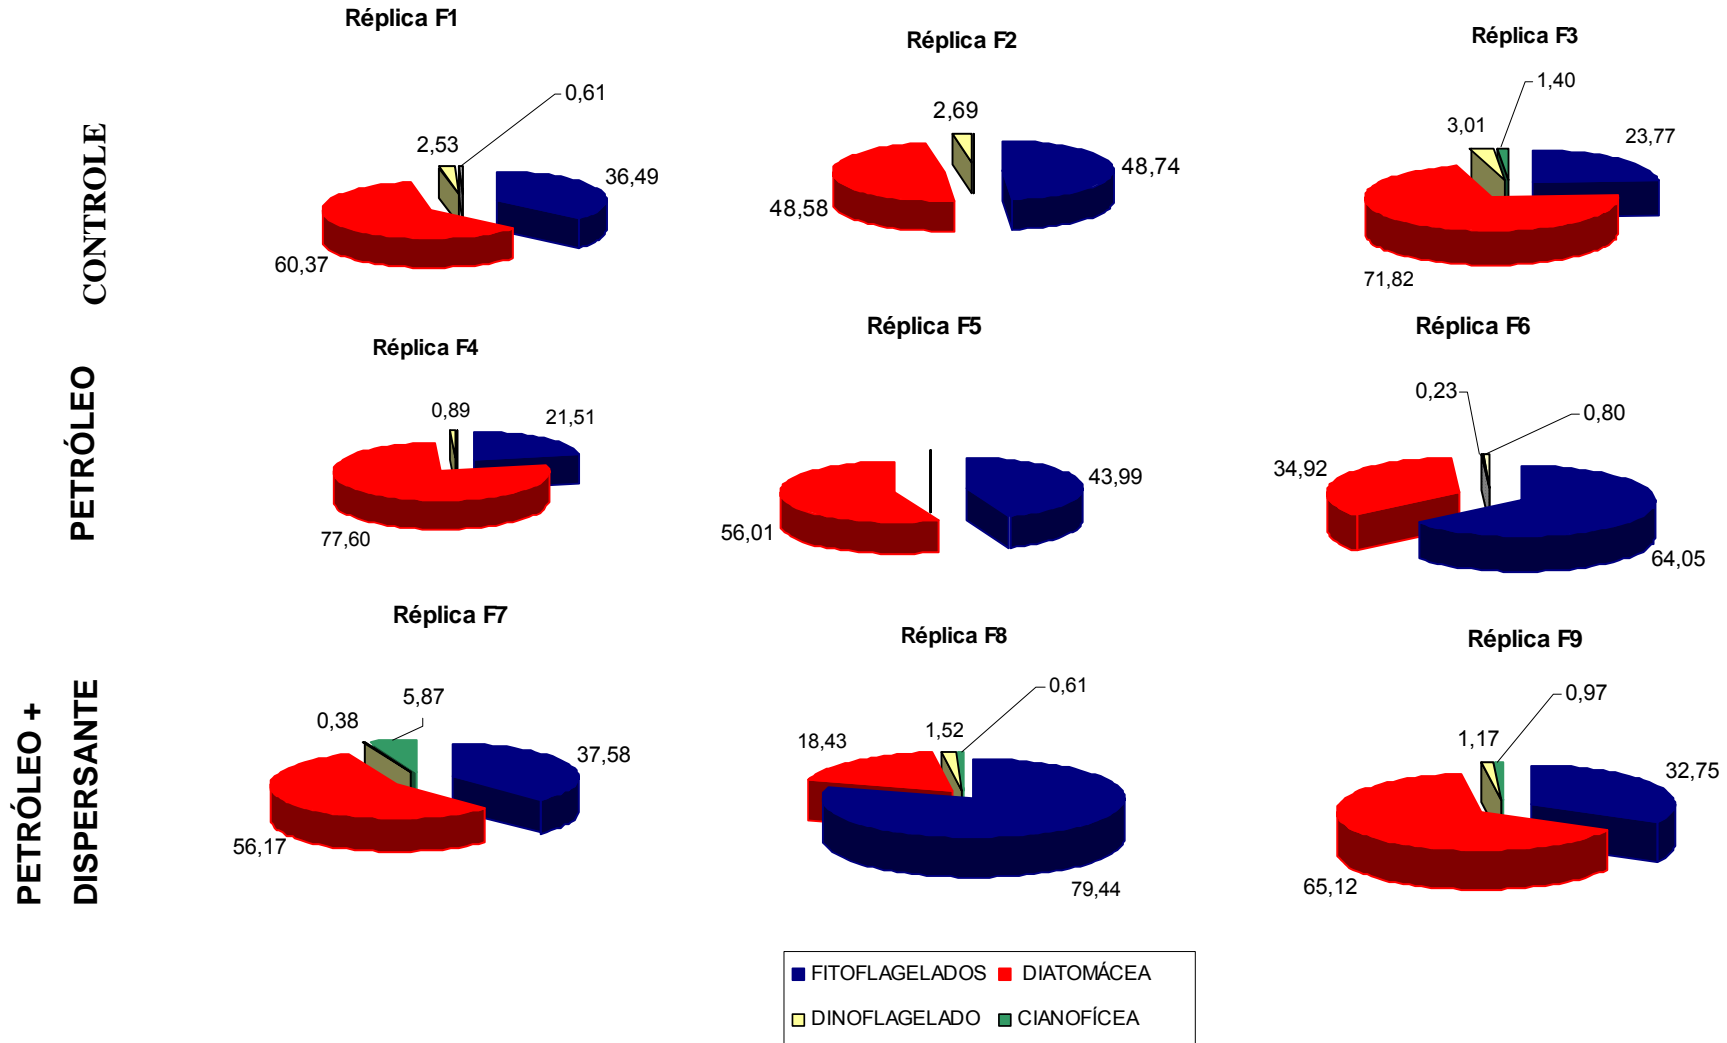 Réplica F1
Réplica F2
Réplica F3
CONTROLE
0,61
2,53
36,49
60,37
2,69
48,74
48,58
1,40
3,01
23,77
71,82
Réplica F4
Réplica F5
Réplica F6
PETRÓLEO
0,89
21,51
77,60
43,99
56,01
0,23
0,80
34,92
64,05
Réplica F7
Réplica F8
Réplica F9
PETRÓLEO +
DISPERSANTE
5,87
0,38
37,58
56,17
0,61
1,52
18,43
79,44
0,97
1,17
32,75
65,12
FITOFLAGELADOS DIATOMÁCEA
DINOFLAGELADO CIANOFÍCEA